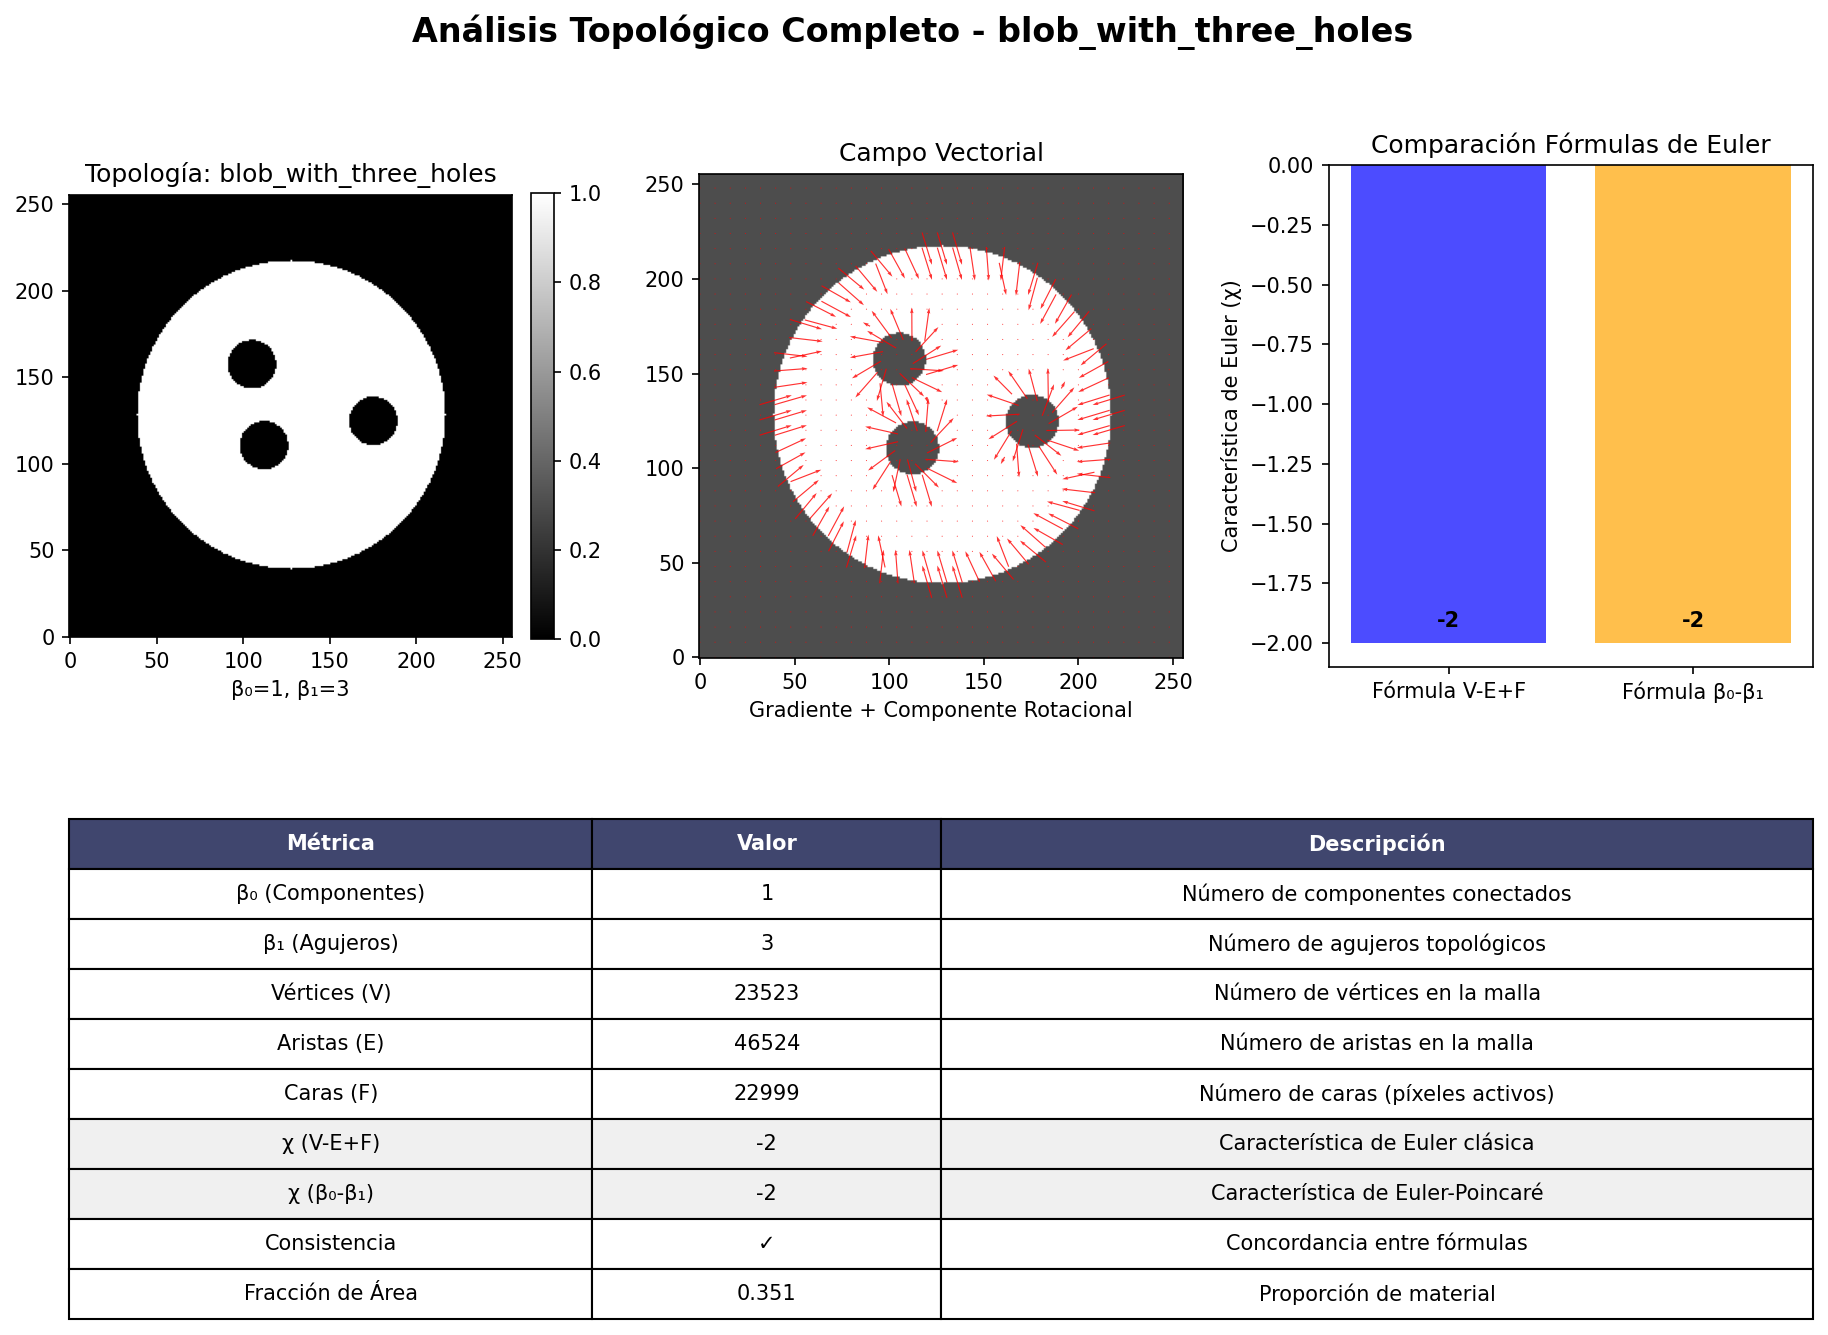 Análisis Topológico Completo - blob_with_three_holes
Topología: blob_with_three_holes
250
200
150
100
50
0
0 50 100 150 200 250
β₀=1, β₁=3
1.0
0.8
0.6
0.4
0.2
0.0
Campo Vectorial
250
200
150
100
50
0
0 50 100 150 200 250
Gradiente + Componente Rotacional
Comparación Fórmulas de Euler
Característica de Euler (χ)
0.00
−0.25
−0.50
−0.75
−1.00
−1.25
−1.50
−1.75
−2.00
-2 -2
Fórmula V-E+F Fórmula β₀-β₁
Métrica Valor Descripción
β₀ (Componentes) 1 Número de componentes conectados
β₁ (Agujeros) 3 Número de agujeros topológicos
Vértices (V) 23523 Número de vértices en la malla
Aristas (E) 46524 Número de aristas en la malla
Caras (F) 22999 Número de caras (píxeles activos)
χ (V-E+F) -2 Característica de Euler clásica
χ (β₀-β₁) -2 Característica de Euler-Poincaré
Consistencia ✓ Concordancia entre fórmulas
Fracción de Área 0.351 Proporción de material